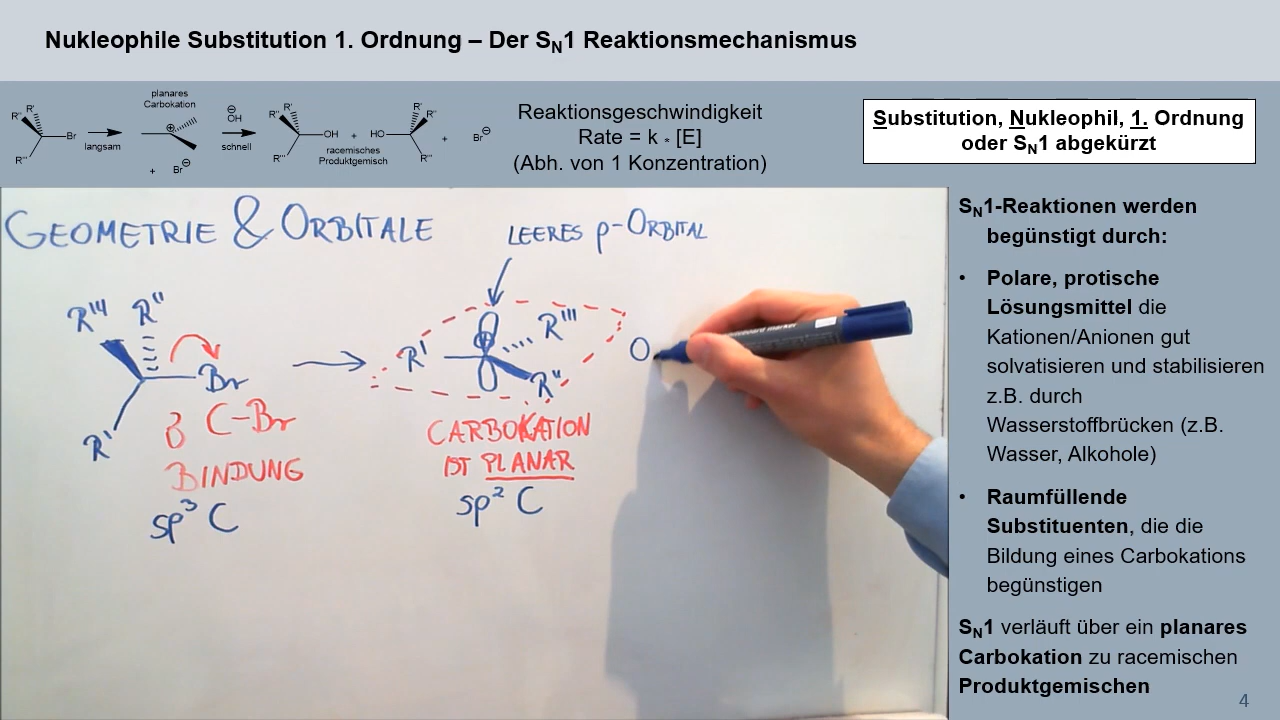 Nukleophile Substitution 1. Ordnung – Der SN1 Reaktionsmechanismus
R' R'' R''' Br
langsam
planares
Carbokation
+ Br⊖
⊖
OH
schnell
R'' R' R''' OH + HO R' R'' R''' + Br⊖
racemisches
Produktgemisch
Reaktionsgeschwindigkeit
Rate = k * [E]
(Abh. von 1 Konzentration)
Substitution, Nukleophil, 1. Ordnung
oder SN1 abgekürzt
GEOMETRIE & ORBITALE
LEERES p-ORBITAL
R''' R'' Br R'
C-Br
BINDUNG
sp³ C
R' R''' R''
CARBOKATION
IST PLANAR
sp² C
O
SN1-Reaktionen werden
begünstigt durch:
• Polare, protische
Lösungsmittel die
Kationen/Anionen gut
solvatisieren und stabilisieren
z.B. durch
Wasserstoffbrücken (z.B.
Wasser, Alkohole)
• Raumfüllende
Substituenten, die die
Bildung eines Carbokations
begünstigen
SN1 verläuft über ein planares
Carbokation zu racemischen
Produktgemischen
4